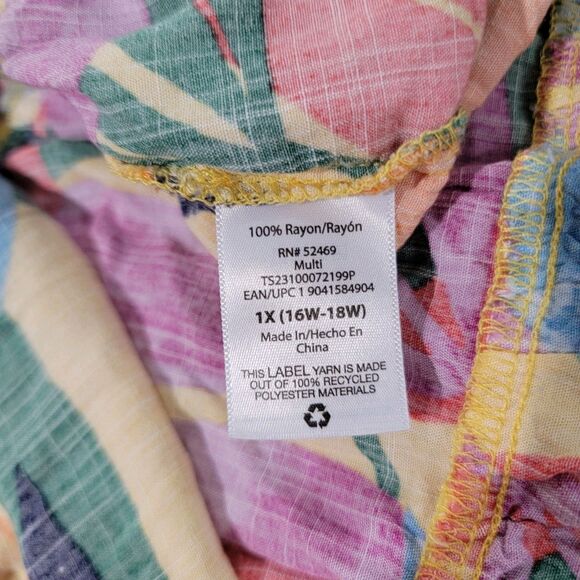 100% Rayon/Rayón
RN# 52469
Multi
TS23100072199P
EAN/UPC 1 9041584904
1X (16W-18W)
Made In/Hecho En
China
THIS LABEL YARN IS MADE
OUT OF 100% RECYCLED
POLYESTER MATERIALS